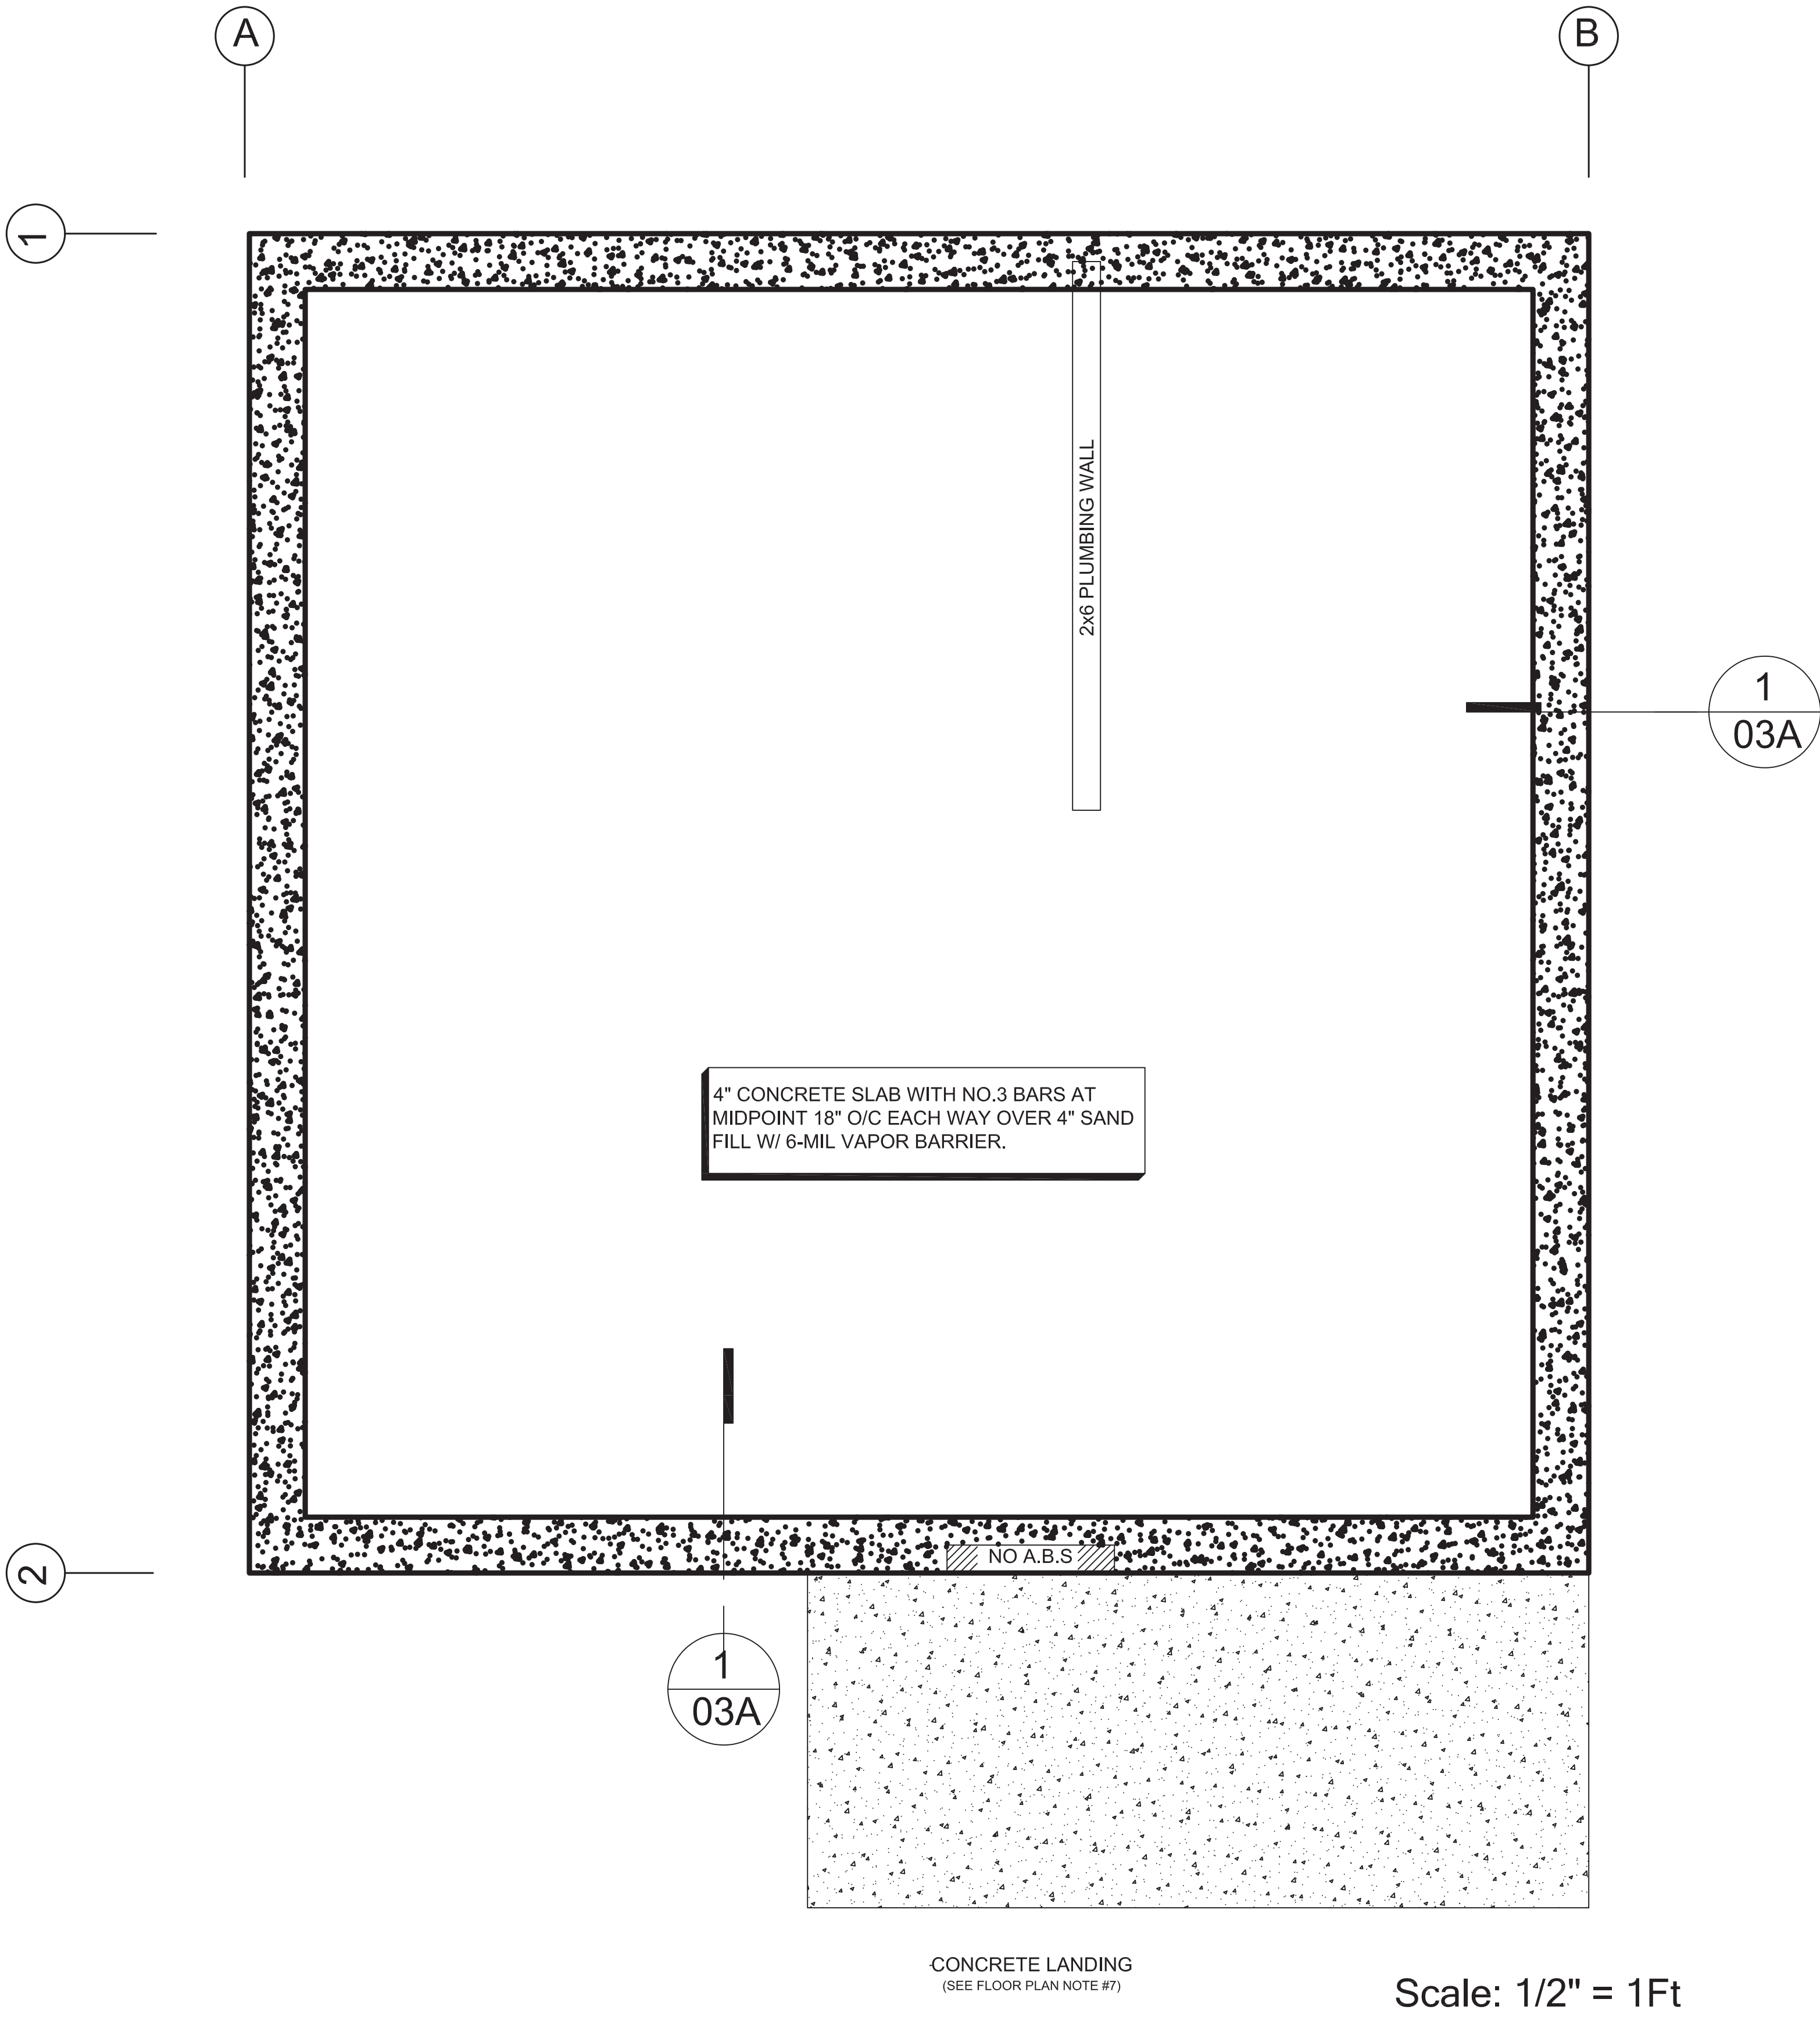 A
B
1
2x6 PLUMBING WALL
1
03A
4" CONCRETE SLAB WITH NO.3 BARS AT
MIDPOINT 18" O/C EACH WAY OVER 4" SAND
FILL W/ 6-MIL VAPOR BARRIER.
NO A.B.S
2
1
03A
CONCRETE LANDING
(SEE FLOOR PLAN NOTE #7)
Scale: 1/2" = 1Ft